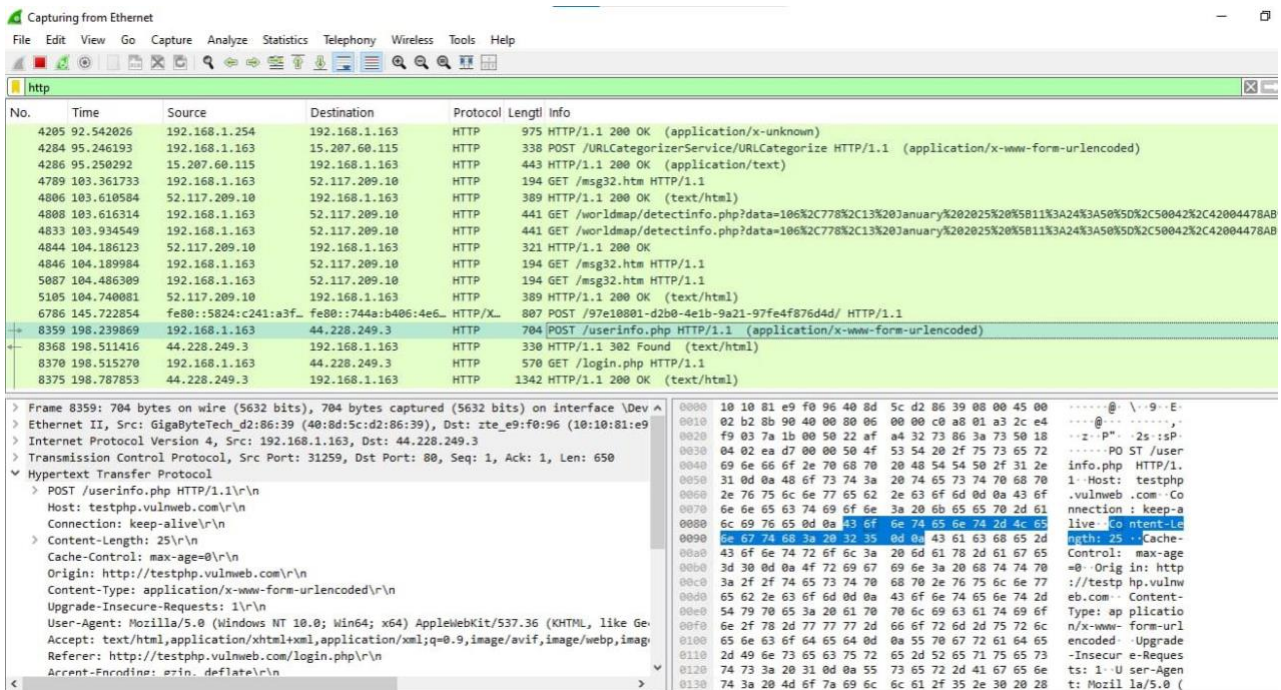 Capturing from Ethernet
File Edit View Go Capture Analyze Statistics Telephony Wireless Tools Help
http
No. Time Source Destination Protocol Lengtl Info
4205 92.542026 192.168.1.254 192.168.1.163 HTTP 975 HTTP/1.1 200 OK (application/x-unknown)
4284 95.246193 192.168.1.163 15.207.60.115 HTTP 338 POST /URLCategorizerService/URLCategorize HTTP/1.1 (application/x-www-form-urlencoded)
4286 95.250292 15.207.60.115 192.168.1.163 HTTP 443 HTTP/1.1 200 OK (application/text)
4789 103.361733 192.168.1.163 52.117.209.10 HTTP 194 GET /msg32.htm HTTP/1.1
4806 103.610584 52.117.209.10 192.168.1.163 HTTP 389 HTTP/1.1 200 OK (text/html)
4808 103.616314 192.168.1.163 52.117.209.10 HTTP 441 GET /worldmap/detectinfo.php?data=106%2C778%2C13%20January%202025%20%5B11%3A24%3A50%5D%2C50042%2C42004478AB
4833 103.934549 192.168.1.163 52.117.209.10 HTTP 441 GET /worldmap/detectinfo.php?data=106%2C778%2C13%20January%202025%20%5B11%3A24%3A50%5D%2C50042%2C42004478AB
4844 104.186123 52.117.209.10 192.168.1.163 HTTP 321 HTTP/1.1 200 OK
4846 104.189984 192.168.1.163 52.117.209.10 HTTP 194 GET /msg32.htm HTTP/1.1
5087 104.486309 192.168.1.163 52.117.209.10 HTTP 194 GET /msg32.htm HTTP/1.1
5105 104.740081 52.117.209.10 192.168.1.163 HTTP 389 HTTP/1.1 200 OK (text/html)
6786 145.722854 fe80::5824:c241:a3f… fe80::744a:b406:4e6… HTTP/X… 807 POST /97e10801-d2b0-4e1b-9a21-97fe4f876d4d/ HTTP/1.1
8359 198.239869 192.168.1.163 44.228.249.3 HTTP 704 POST /userinfo.php HTTP/1.1 (application/x-www-form-urlencoded)
8368 198.511416 44.228.249.3 192.168.1.163 HTTP 330 HTTP/1.1 302 Found (text/html)
8370 198.515270 192.168.1.163 44.228.249.3 HTTP 570 GET /login.php HTTP/1.1
8375 198.787853 44.228.249.3 192.168.1.163 HTTP 1342 HTTP/1.1 200 OK (text/html)
> Frame 8359: 704 bytes on wire (5632 bits), 704 bytes captured (5632 bits) on interface \Dev
> Ethernet II, Src: GigaByteTech_d2:86:39 (40:8d:5c:d2:86:39), Dst: zte_e9:f0:96 (10:10:81:e9
> Internet Protocol Version 4, Src: 192.168.1.163, Dst: 44.228.249.3
> Transmission Control Protocol, Src Port: 31259, Dst Port: 80, Seq: 1, Ack: 1, Len: 650
Hypertext Transfer Protocol
> POST /userinfo.php HTTP/1.1\r\n
Host: testphp.vulnweb.com\r\n
Connection: keep-alive\r\n
> Content-Length: 25\r\n
Cache-Control: max-age=0\r\n
Origin: http://testphp.vulnweb.com\r\n
Content-Type: application/x-www-form-urlencoded\r\n
Upgrade-Insecure-Requests: 1\r\n
User-Agent: Mozilla/5.0 (Windows NT 10.0; Win64; x64) AppleWebKit/537.36 (KHTML, like Ge
Accept: text/html,application/xhtml+xml,application/xml;q=0.9,image/avif,image/webp,imag
Referer: http://testphp.vulnweb.com/login.php\r\n
Accent-Encoding: gzip, deflate\r\n
0000 10 10 81 e9 f0 96 40 8d 5c d2 86 39 08 00 45 00 ······@· \··9··E·
0010 02 b2 8b 90 40 00 80 06 00 00 c0 a8 01 a3 2c e4 ····@··· ······,·
0020 f9 03 7a 1b 00 50 22 af a4 32 73 86 3a 73 50 18 ··z··P"· ·2s·:sP·
0030 04 02 ea d7 00 00 50 4f 53 54 20 2f 75 73 65 72 ······PO ST /user
0040 69 6e 66 6f 2e 70 68 70 20 48 54 54 50 2f 31 2e info.php HTTP/1.
0050 31 0d 0a 48 6f 73 74 3a 20 74 65 73 74 70 68 70 1··Host: testphp
0060 2e 76 75 6c 6e 77 65 62 2e 63 6f 6d 0d 0a 43 6f .vulnweb .com··Co
0070 6e 6e 65 63 74 69 6f 6e 3a 20 6b 65 65 70 2d 61 nnection : keep-a
0080 6c 69 76 65 0d 0a 43 6f 6e 74 65 6e 74 2d 4c 65 live··Co ntent-Le
0090 6e 67 74 68 3a 20 32 35 0d 0a 43 61 63 68 65 2d ngth: 25 ··Cache-
00a0 43 6f 6e 74 72 6f 6c 3a 20 6d 61 78 2d 61 67 65 Control: max-age
00b0 3d 30 0d 0a 4f 72 69 67 69 6e 3a 20 68 74 74 70 =0··Orig in: http
00c0 3a 2f 2f 74 65 73 74 70 68 70 2e 76 75 6c 6e 77 ://testp hp.vulnw
00d0 65 62 2e 63 6f 6d 0d 0a 43 6f 6e 74 65 6e 74 2d eb.com·· Content-
00e0 54 79 70 65 3a 20 61 70 70 6c 69 63 61 74 69 6f Type: ap plicatio
00f0 6e 2f 78 2d 77 77 77 2d 66 6f 72 6d 2d 75 72 6c n/x-www- form-url
0100 65 6e 63 6f 64 65 64 0d 0a 55 70 67 72 61 64 65 encoded· ·Upgrade
0110 2d 49 6e 73 65 63 75 72 65 2d 52 65 71 75 65 73 -Insecur e-Reques
0120 74 73 3a 20 31 0d 0a 55 73 65 72 2d 41 67 65 6e ts: 1··U ser-Agen
0130 74 3a 20 4d 6f 7a 69 6c 6c 61 2f 35 2e 30 20 28 t: Mozil la/5.0 (